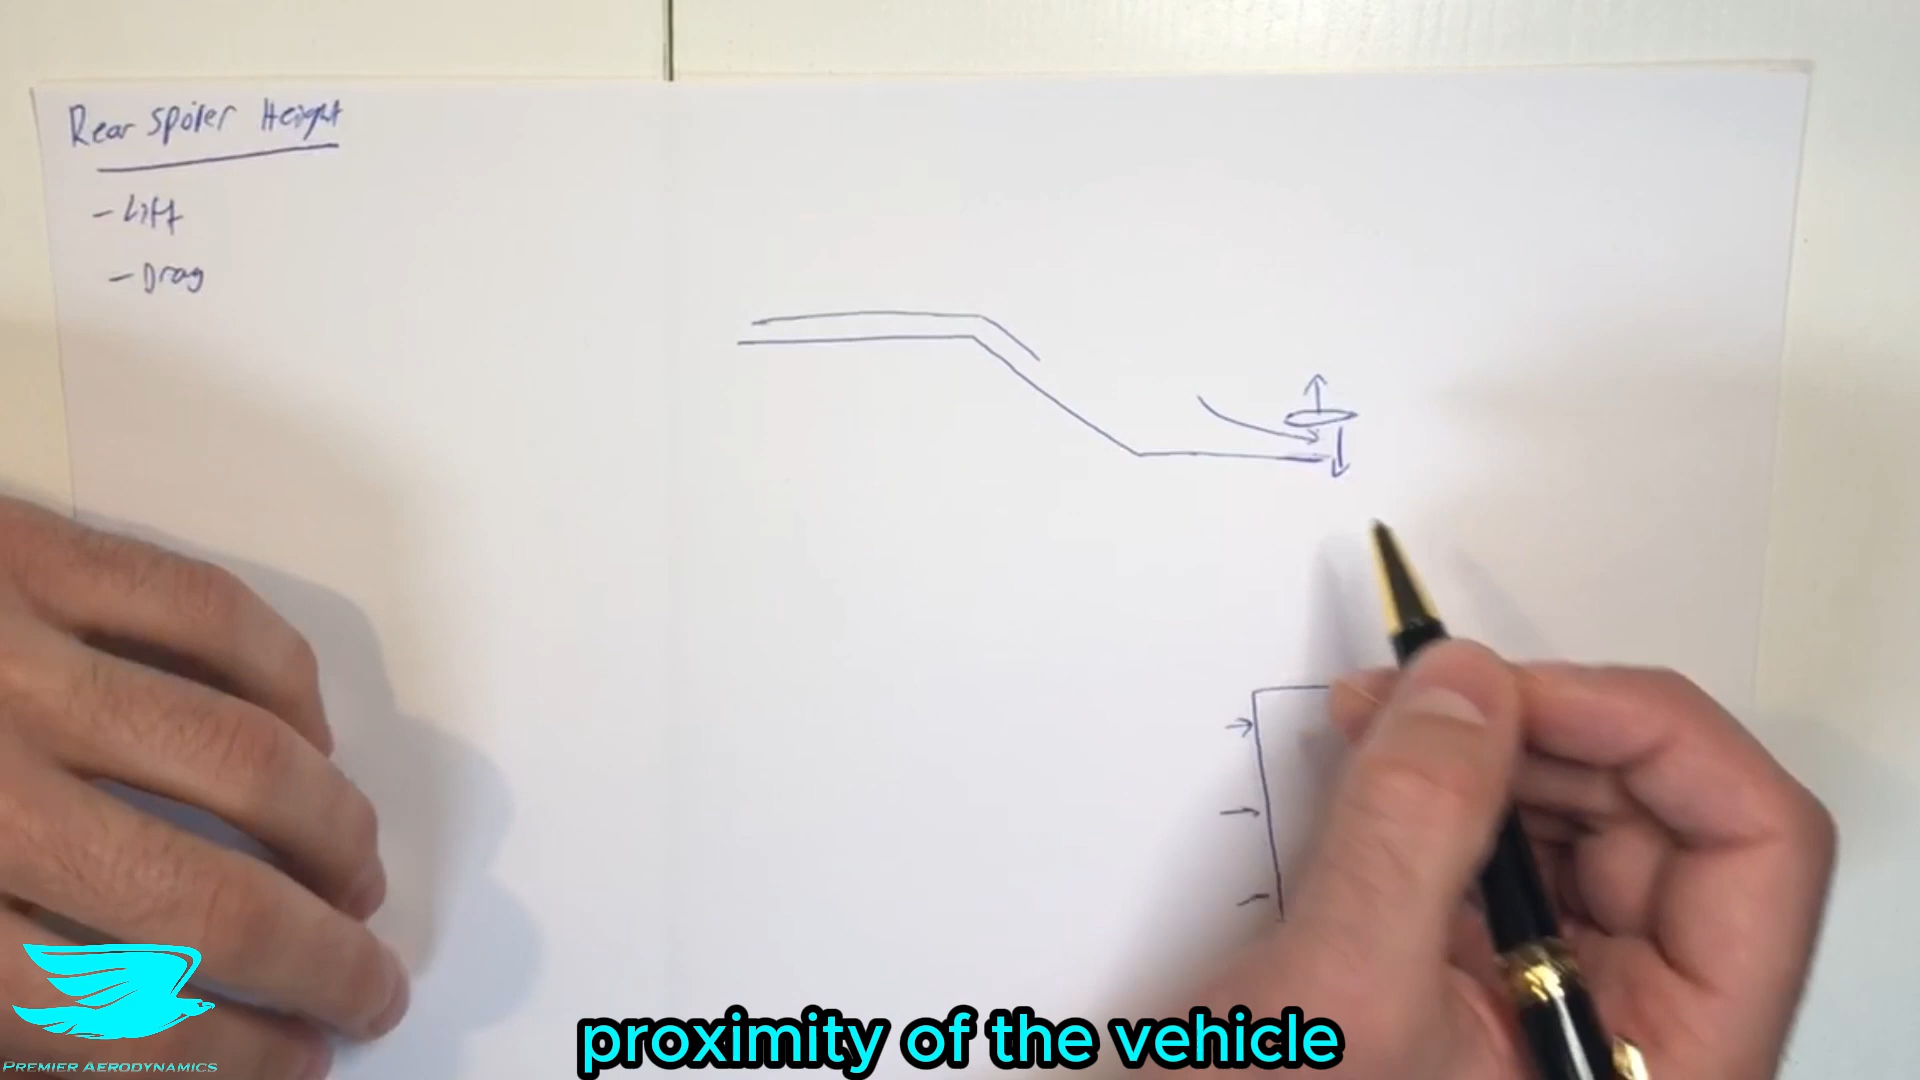 Rear Spoiler Height
- Lift
- Drag
proximity of the vehicle
PREMIER AERODYNAMICS